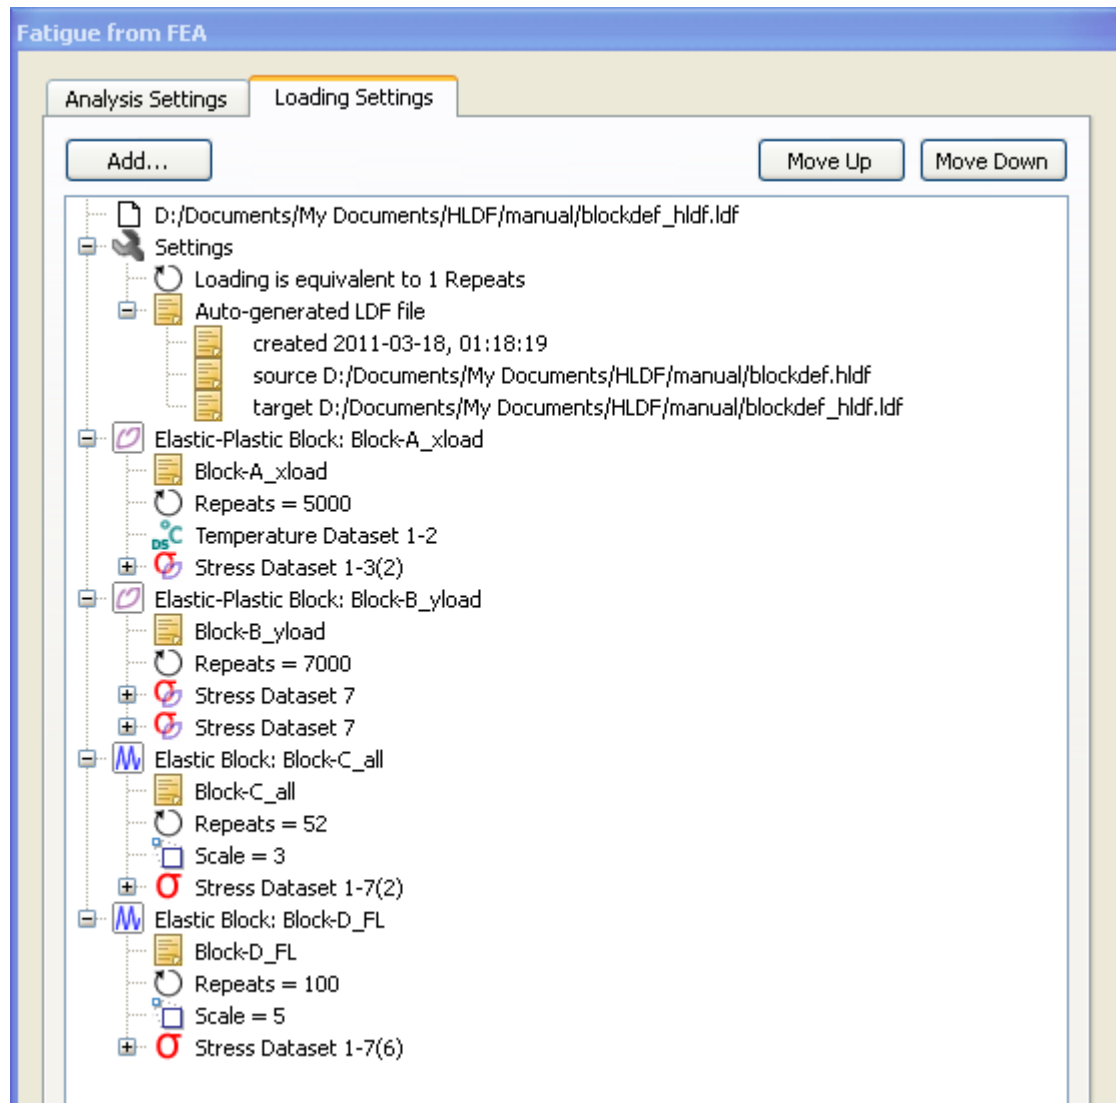 Fatigue from FEA
Analysis Settings Loading Settings
Add... Move Up Move Down
D:/Documents/My Documents/HLDF/manual/blockdef_hldf.ldf
Settings
Loading is equivalent to 1 Repeats
Auto-generated LDF file
created 2011-03-18, 01:18:19
source D:/Documents/My Documents/HLDF/manual/blockdef.hldf
target D:/Documents/My Documents/HLDF/manual/blockdef_hldf.ldf
Elastic-Plastic Block: Block-A_xload
Block-A_xload
Repeats = 5000
DS°C Temperature Dataset 1-2
σ Stress Dataset 1-3(2)
Elastic-Plastic Block: Block-B_yload
Block-B_yload
Repeats = 7000
σ Stress Dataset 7
σ Stress Dataset 7
Elastic Block: Block-C_all
Block-C_all
Repeats = 52
Scale = 3
σ Stress Dataset 1-7(2)
Elastic Block: Block-D_FL
Block-D_FL
Repeats = 100
Scale = 5
σ Stress Dataset 1-7(6)